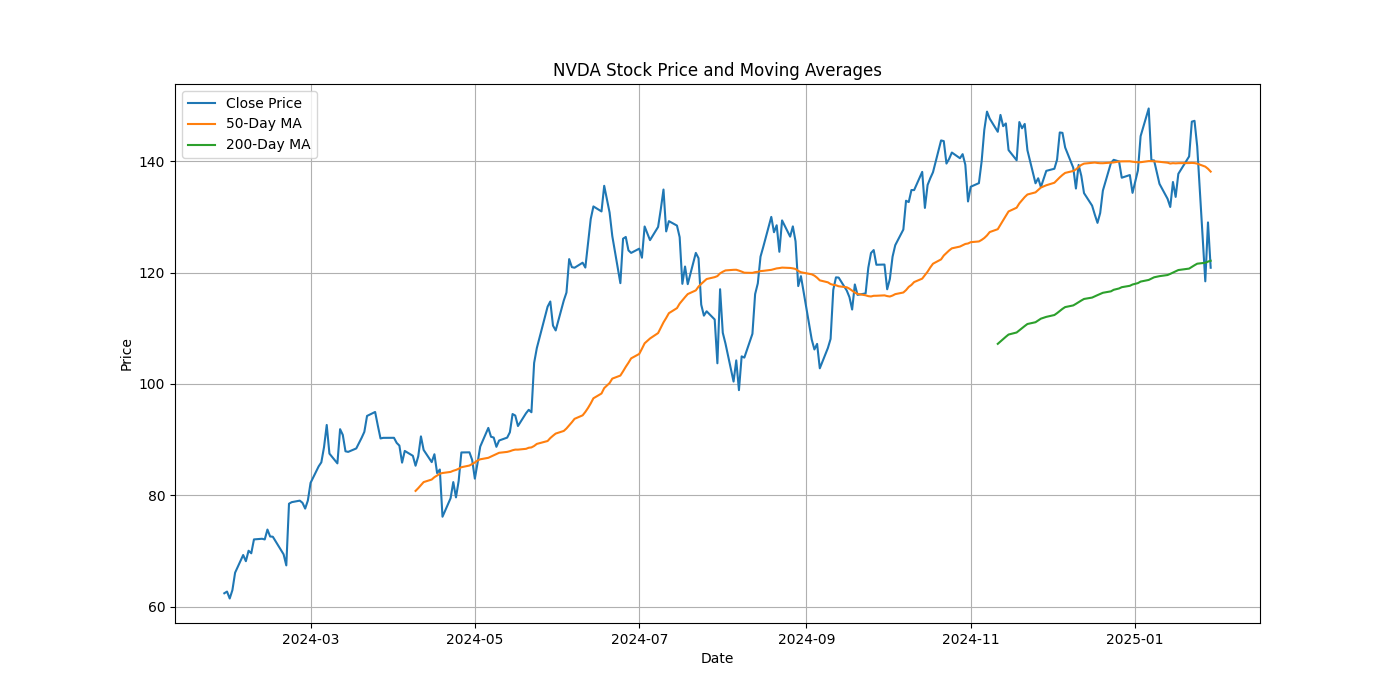 NVDA Stock Price and Moving Averages
Close Price
50-Day MA
200-Day MA
Price
140
120
100
80
60
2024-03
2024-05
2024-07
2024-09
2024-11
2025-01
Date